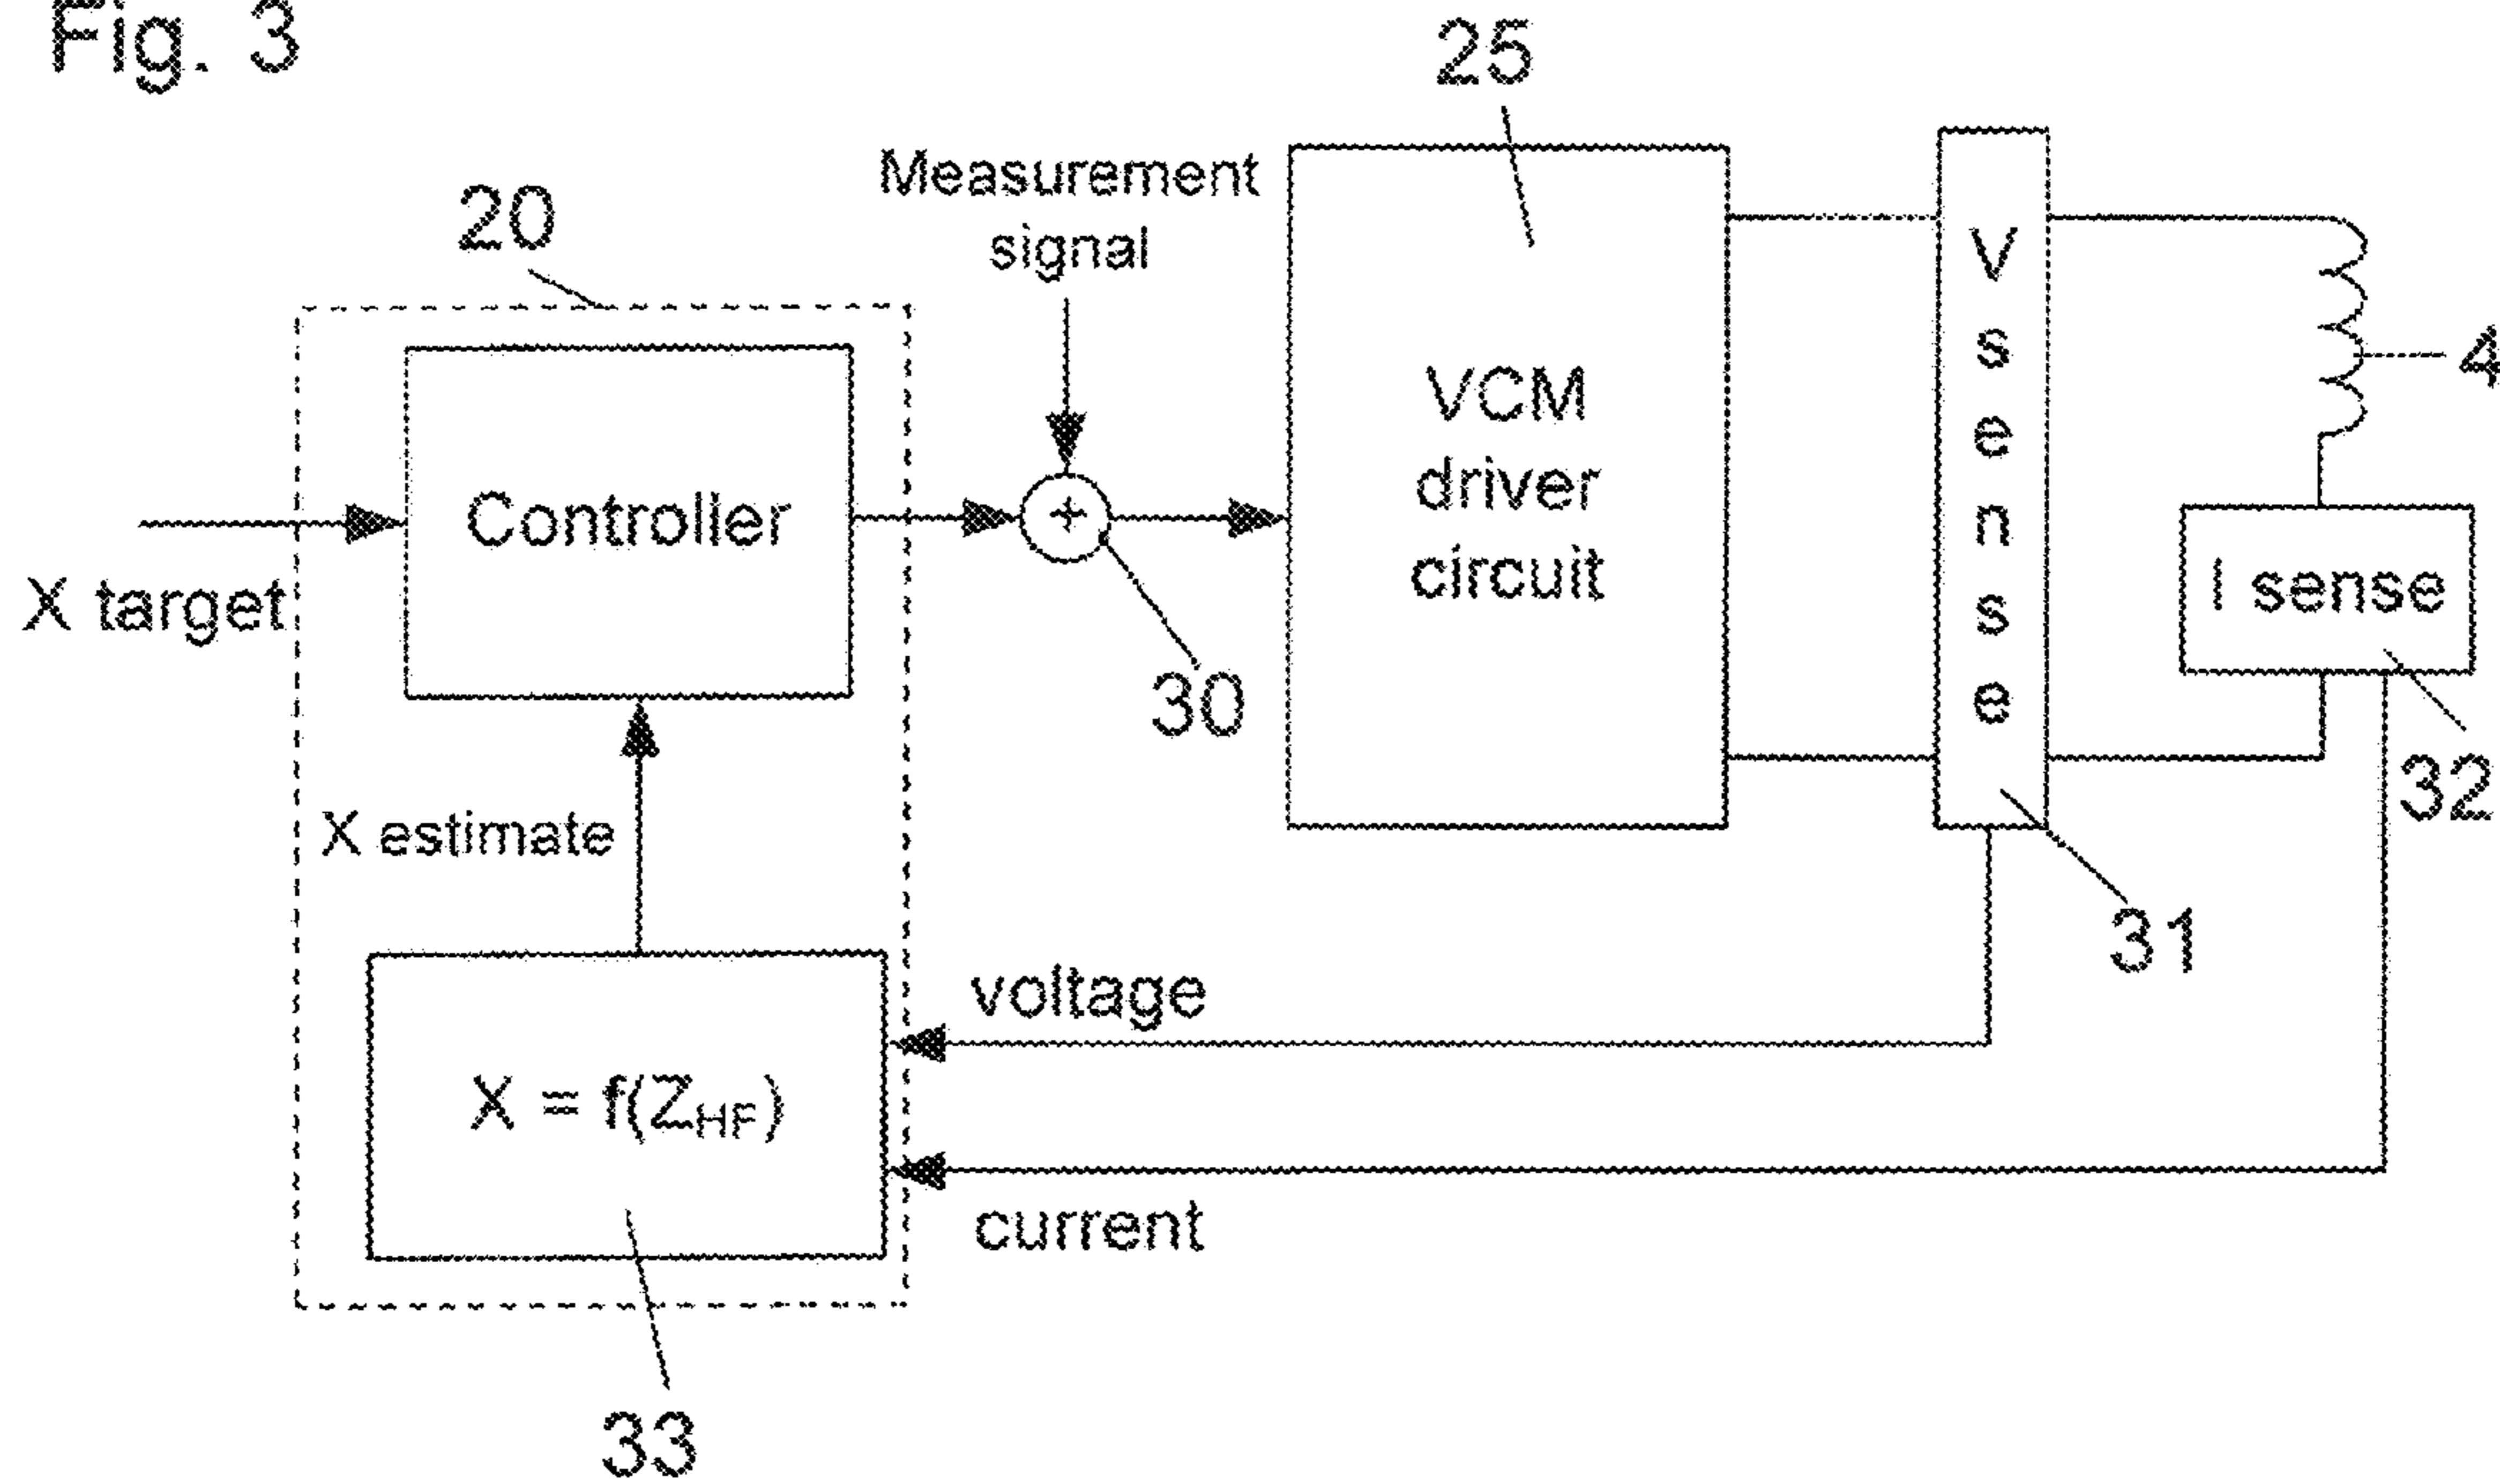 Fig. 3
25
Measurement
signal
20
V
s
e
n
s
e
VCM
driver
circuit
4
Controller
+
X target
I sense
30
32
X estimate
31
voltage
X = f(Z_HF)
current
33